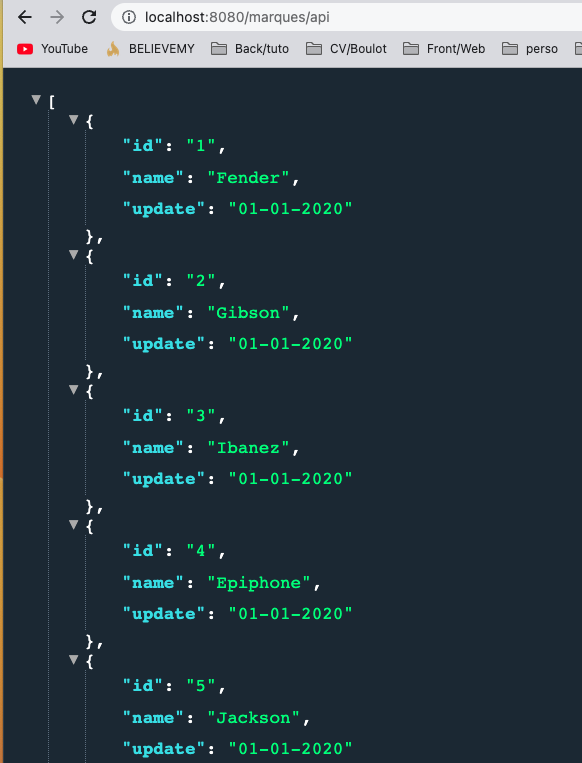 localhost:8080/marques/api
YouTube BELIEVEMY Back/tuto CV/Boulot Front/Web perso
[
{
"id": "1",
"name": "Fender",
"update": "01-01-2020"
},
{
"id": "2",
"name": "Gibson",
"update": "01-01-2020"
},
{
"id": "3",
"name": "Ibanez",
"update": "01-01-2020"
},
{
"id": "4",
"name": "Epiphone",
"update": "01-01-2020"
},
{
"id": "5",
"name": "Jackson",
"update": "01-01-2020"